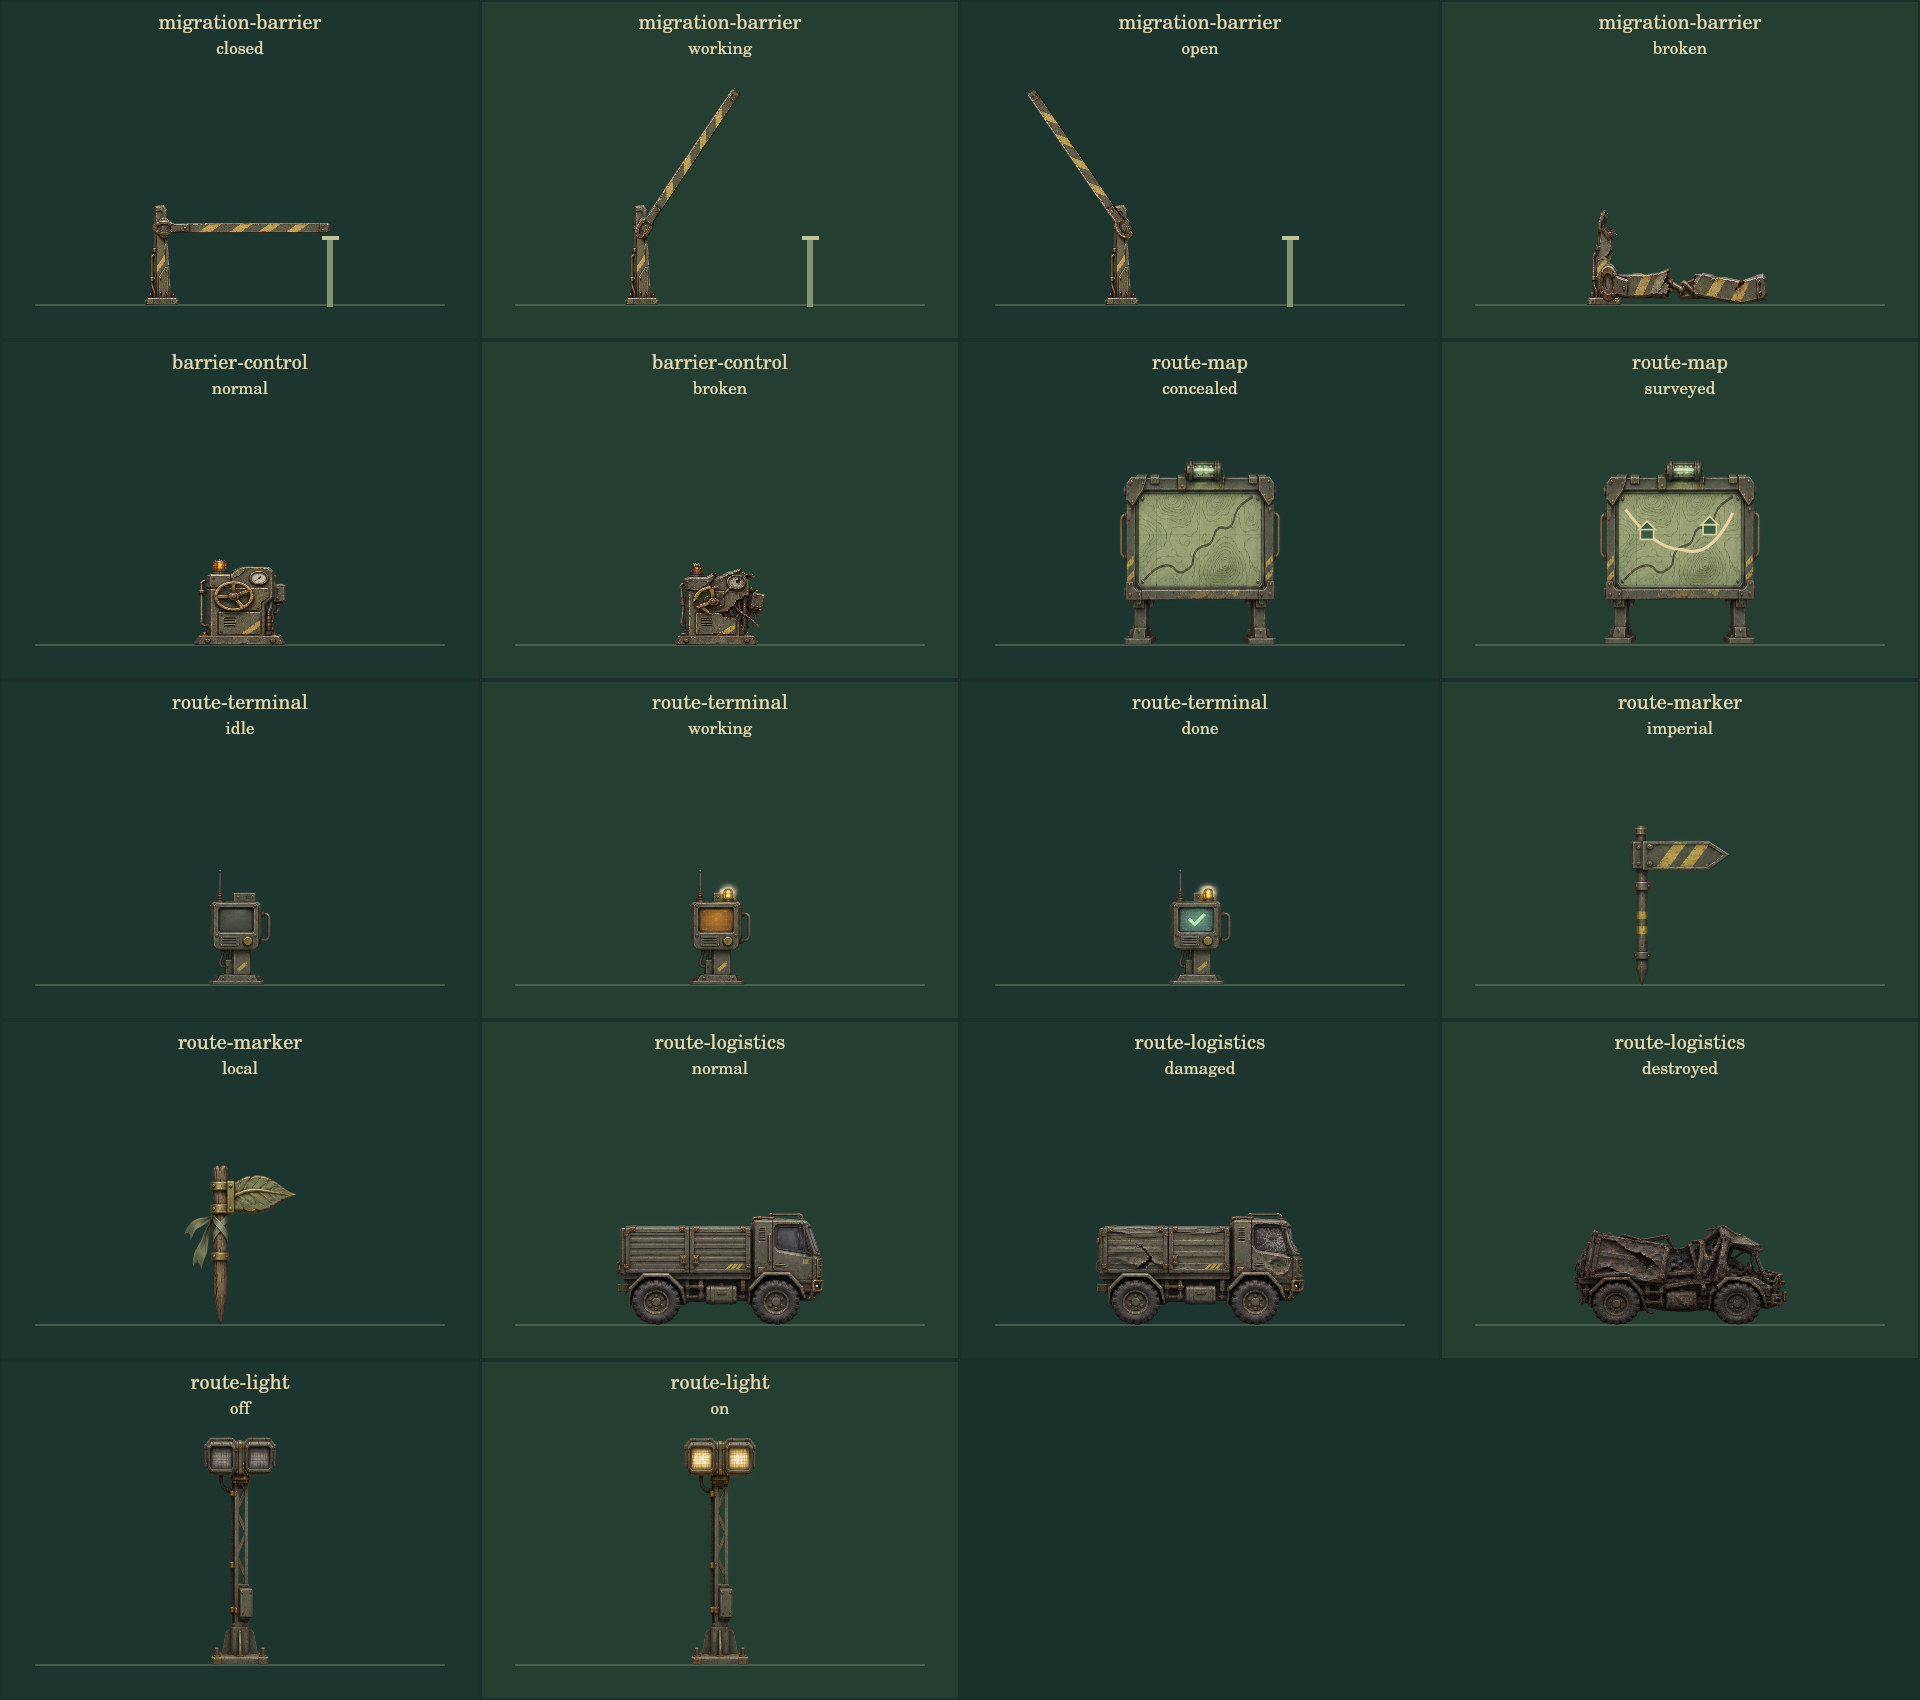 migration-barrier
closed
migration-barrier
working
migration-barrier
open
migration-barrier
broken
barrier-control
normal
barrier-control
broken
route-map
concealed
route-map
surveyed
route-terminal
idle
route-terminal
working
route-terminal
done
route-marker
imperial
route-marker
local
route-logistics
normal
route-logistics
damaged
route-logistics
destroyed
route-light
off
route-light
on